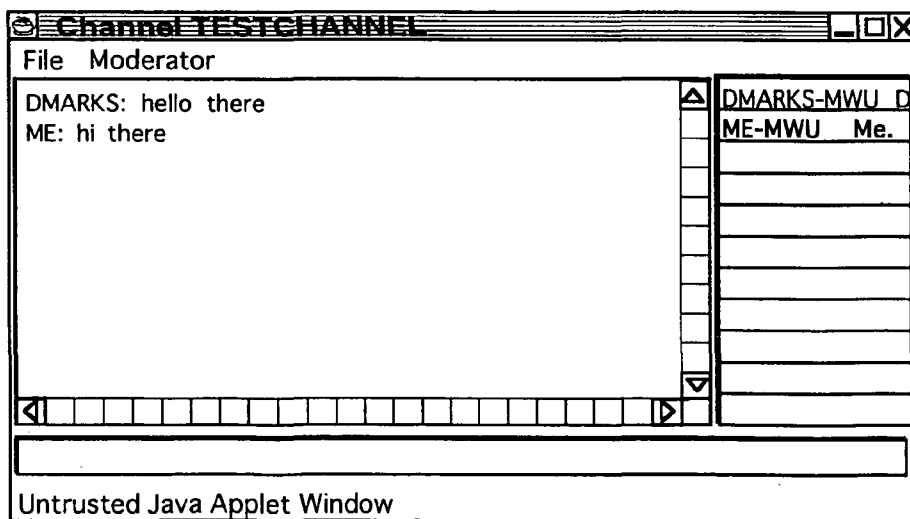 Channel TESTCHANNEL
File Moderator
DMARKS: hello there
ME: hi there
DMARKS-MWU D
ME-MWU Me.
Untrusted Java Applet Window